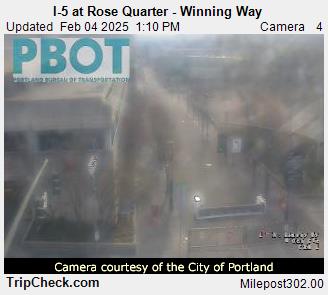 I-5 at Rose Quarter - Winning Way
Updated Feb 04 2025 1:10 PM Camera 4
PBOT
PORTLAND BUREAU OF TRANSPORTATION
Camera courtesy of the City of Portland
TripCheck.com Milepost302.00